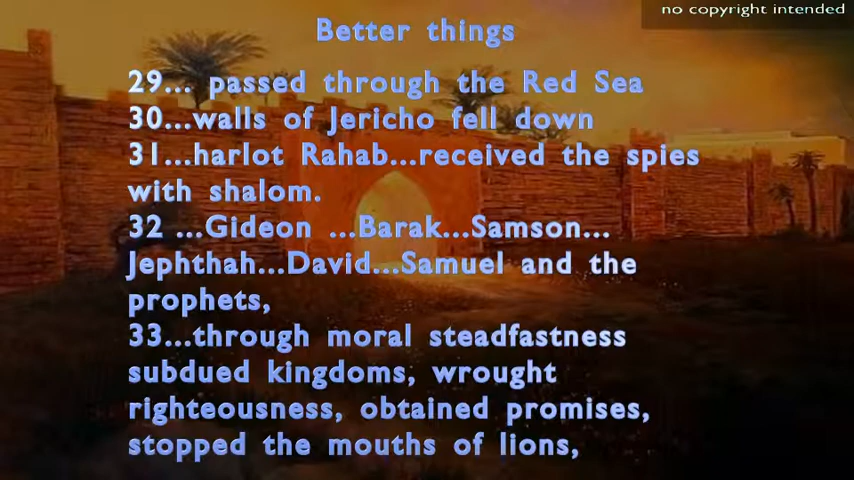 no copyright intended
Better things
29... passed through the Red Sea
30...walls of Jericho fell down
31...harlot Rahab...received the spies
with shalom.
32 ...Gideon ...Barak...Samson...
Jephthah...David...Samuel and the
prophets,
33...through moral steadfastness
subdued kingdoms, wrought
righteousness, obtained promises,
stopped the mouths of lions,